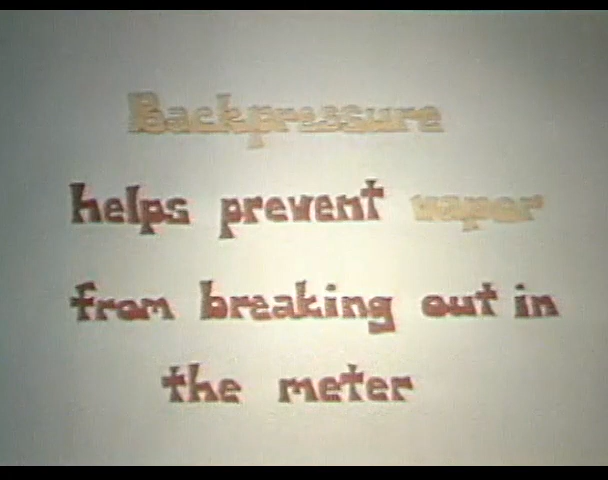 Backpressure
helps prevent vapor
from breaking out in
the meter